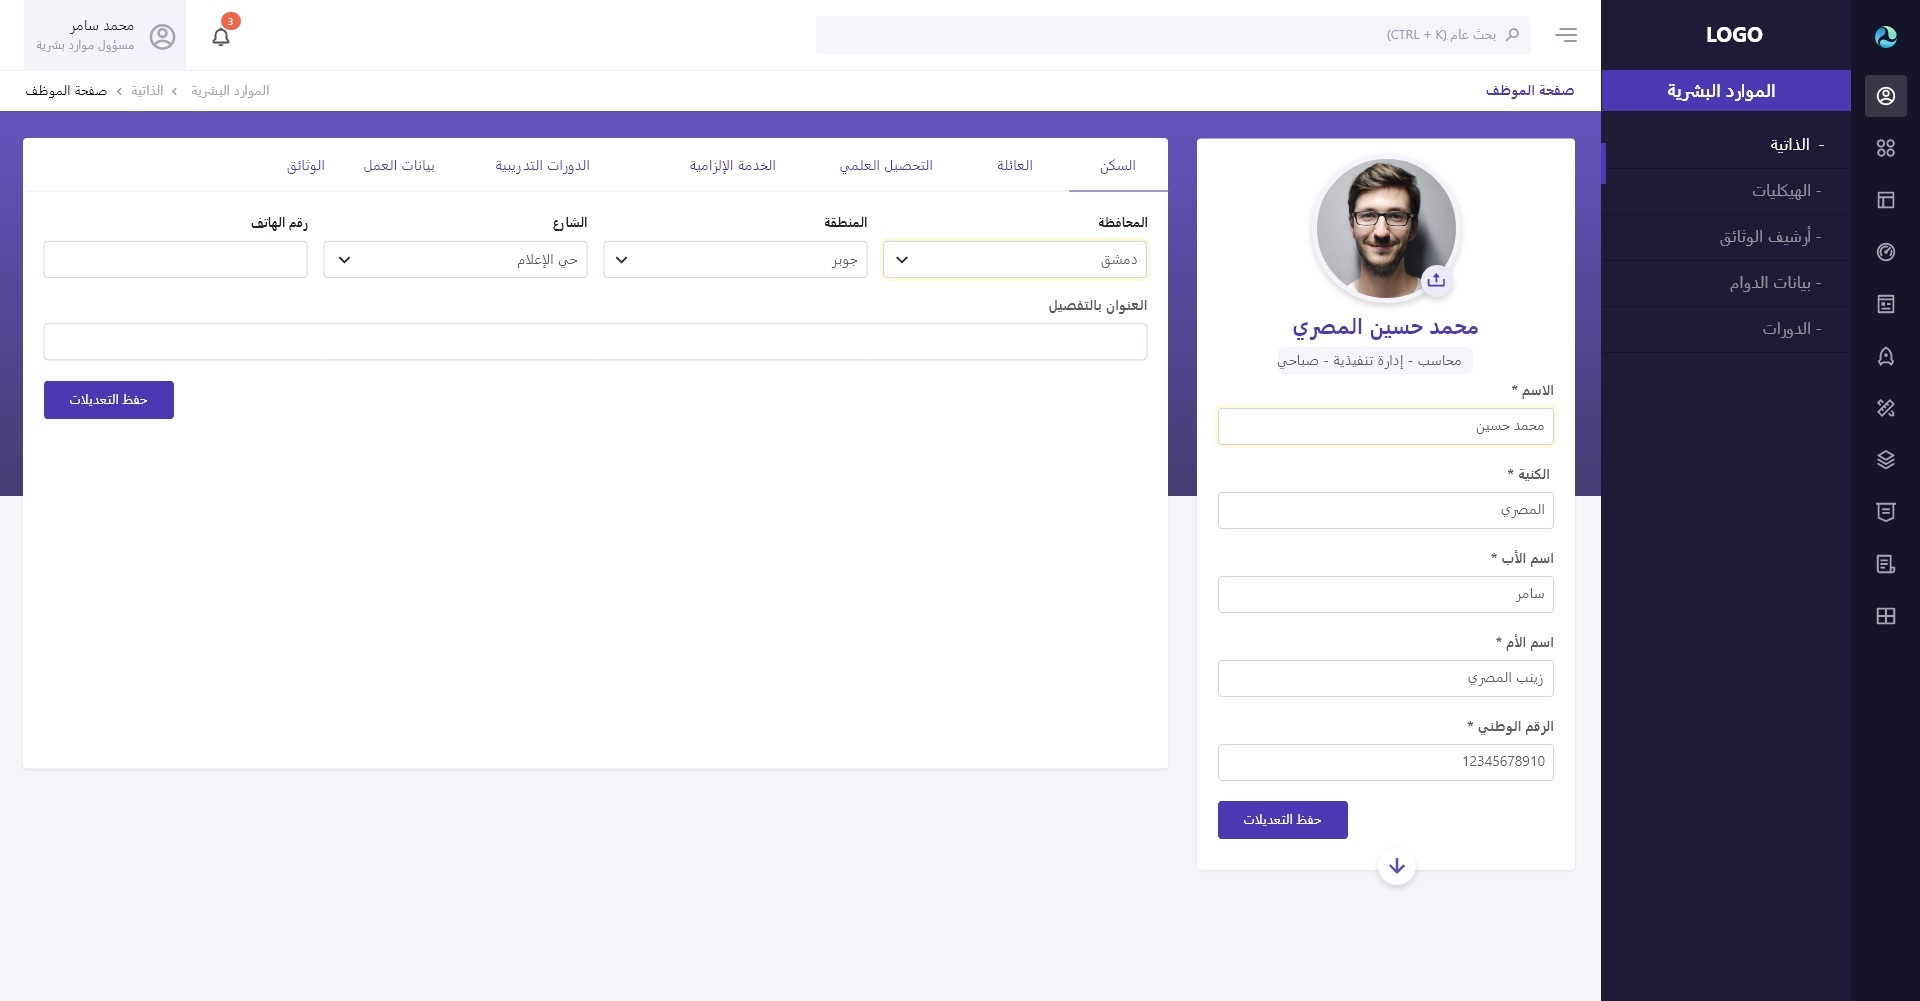 LOGO
بحث عام (CTRL + K)
3
محمد سامر
مسؤول موارد بشرية
الموارد البشرية
- الذاتية
- الهيكليات
- أرشيف الوثائق
- بيانات الدوام
- الدورات
صفحة الموظف
الموارد البشرية › الذاتية › صفحة الموظف
محمد حسين المصري
محاسب - إدارة تنفيذية - صباحي
الاسم *
محمد حسين
الكنية *
المصري
اسم الأب *
سامر
اسم الأم *
زينب المصري
الرقم الوطني *
12345678910
حفظ التعديلات
السكن العائلة التحصيل العلمي الخدمة الإلزامية الدورات التدريبية بيانات العمل الوثائق
المحافظة المنطقة الشارع رقم الهاتف
دمشق جوبر حي الإعلام
العنوان بالتفصيل
حفظ التعديلات